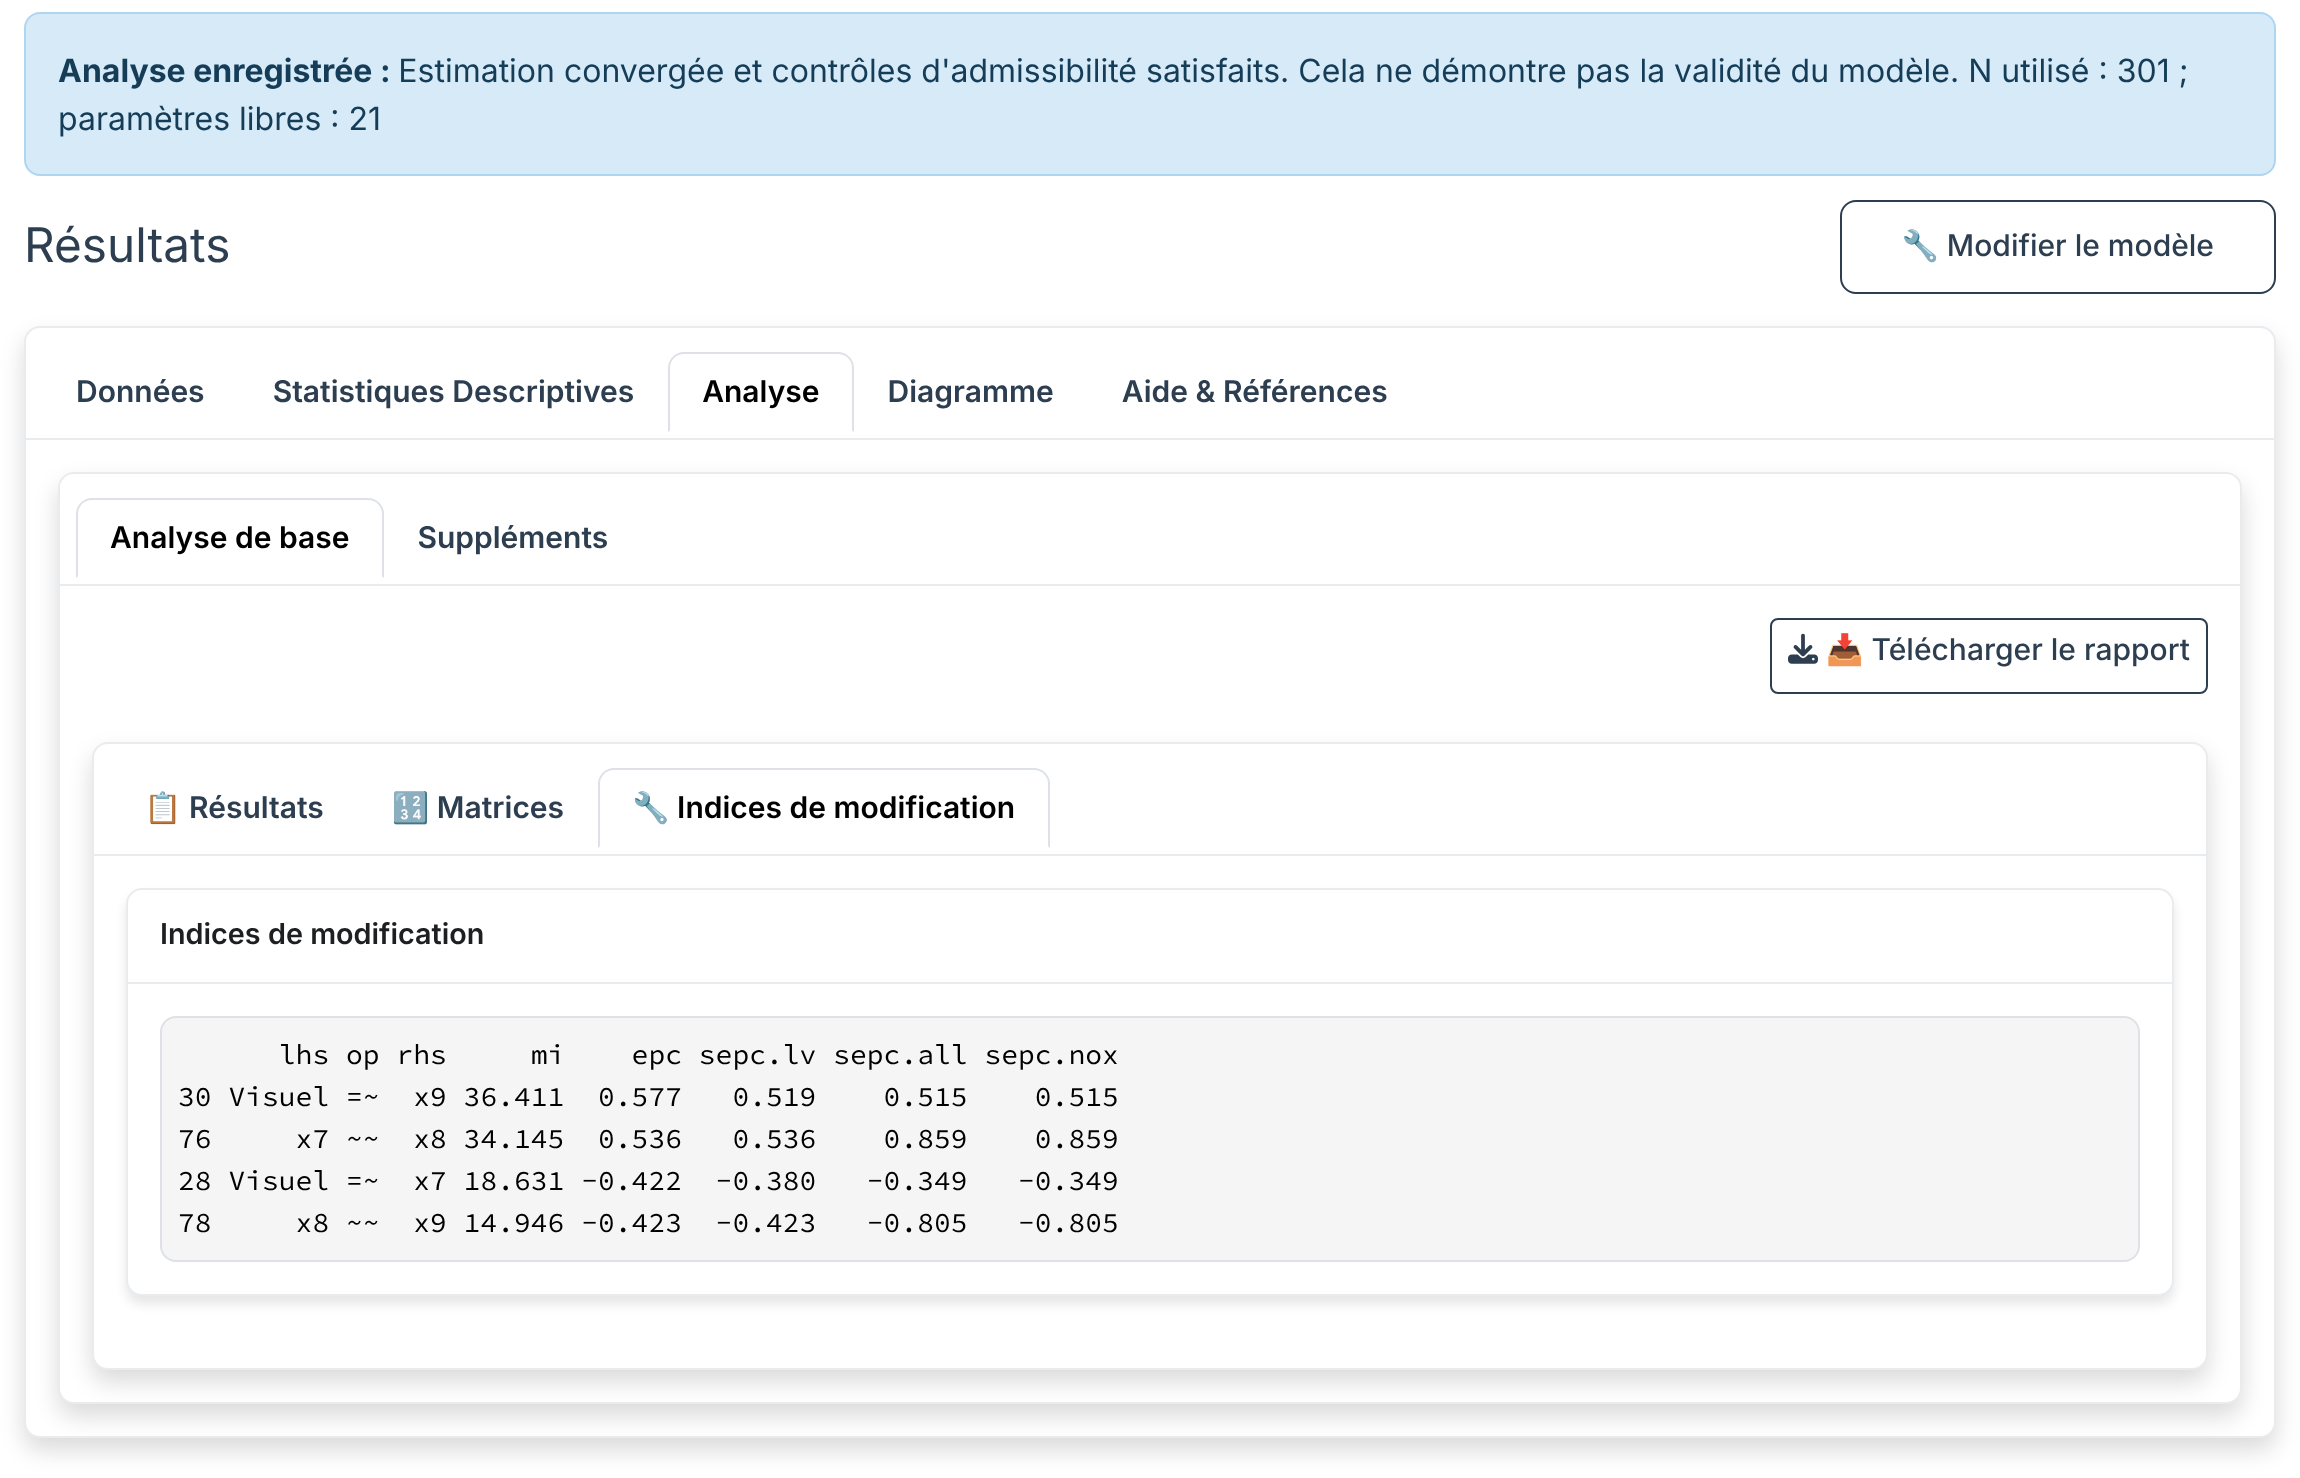 Analyse enregistrée : Estimation convergée et contrôles d'admissibilité satisfaits. Cela ne démontre pas la validité du modèle. N utilisé : 301 ;
paramètres libres : 21
Résultats
🔧 Modifier le modèle
Données Statistiques Descriptives Analyse Diagramme Aide & Références
Analyse de base Suppléments
📥 Télécharger le rapport
📋 Résultats 🔢 Matrices 🔧 Indices de modification
Indices de modification
lhs op rhs mi epc sepc.lv sepc.all sepc.nox
30 Visuel =~ x9 36.411 0.577 0.519 0.515 0.515
76 x7 ~~ x8 34.145 0.536 0.536 0.859 0.859
28 Visuel =~ x7 18.631 -0.422 -0.380 -0.349 -0.349
78 x8 ~~ x9 14.946 -0.423 -0.423 -0.805 -0.805